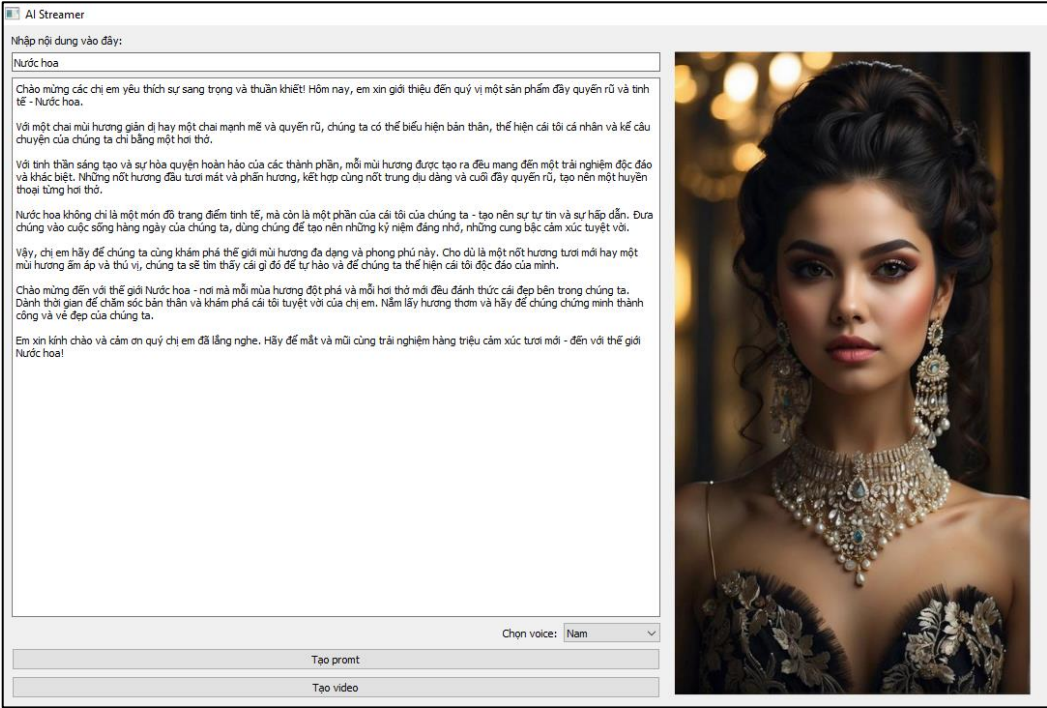 AI Streamer
Nhập nội dung vào đây:
Nước hoa
Chào mừng các chị em yêu thích sự sang trọng và thuần khiết! Hôm nay, em xin giới thiệu đến quý vị một sản phẩm đầy quyến rũ và tinh
tế - Nước hoa.
Với một chai mùi hương giản dị hay một chai mạnh mẽ và quyến rũ, chúng ta có thể biểu hiện bản thân, thể hiện cái tôi cá nhân và kể câu
chuyện của chúng ta chỉ bằng một hơi thở.
Với tinh thần sáng tạo và sự hòa quyện hoàn hảo của các thành phần, mỗi mùi hương được tạo ra đều mang đến một trải nghiệm độc đáo
và khác biệt. Những nốt hương đầu tươi mát và phấn hương, kết hợp cùng nốt trung dịu dàng và cuối đầy quyến rũ, tạo nên một huyền
thoại từng hơi thở.
Nước hoa không chỉ là một món đồ trang điểm tinh tế, mà còn là một phần của cái tôi của chúng ta - tạo nên sự tự tin và sự hấp dẫn. Đưa
chúng vào cuộc sống hàng ngày của chúng ta, dùng chúng để tạo nên những kỷ niệm đáng nhớ, những cung bậc cảm xúc tuyệt vời.
Vậy, chị em hãy để chúng ta cùng khám phá thế giới mùi hương đa dạng và phong phú này. Cho dù là một nốt hương tươi mới hay một
mùi hương ấm áp và thú vị, chúng ta sẽ tìm thấy cái gì đó để tự hào và để chúng ta thể hiện cái tôi độc đáo của mình.
Chào mừng đến với thế giới Nước hoa - nơi mà mỗi mùa hương đột phá và mỗi hơi thở mới đều đánh thức cái đẹp bên trong chúng ta.
Dành thời gian để chăm sóc bản thân và khám phá cái tôi tuyệt vời của chị em. Nắm lấy hương thơm và hãy để chúng chứng minh thành
công và vẻ đẹp của chúng ta.
Em xin kính chào và cảm ơn quý chị em đã lắng nghe. Hãy để mắt và mũi cùng trải nghiệm hàng triệu cảm xúc tươi mới - đến với thế giới
Nước hoa!
Chọn voice: Nam
Tạo promt
Tạo video